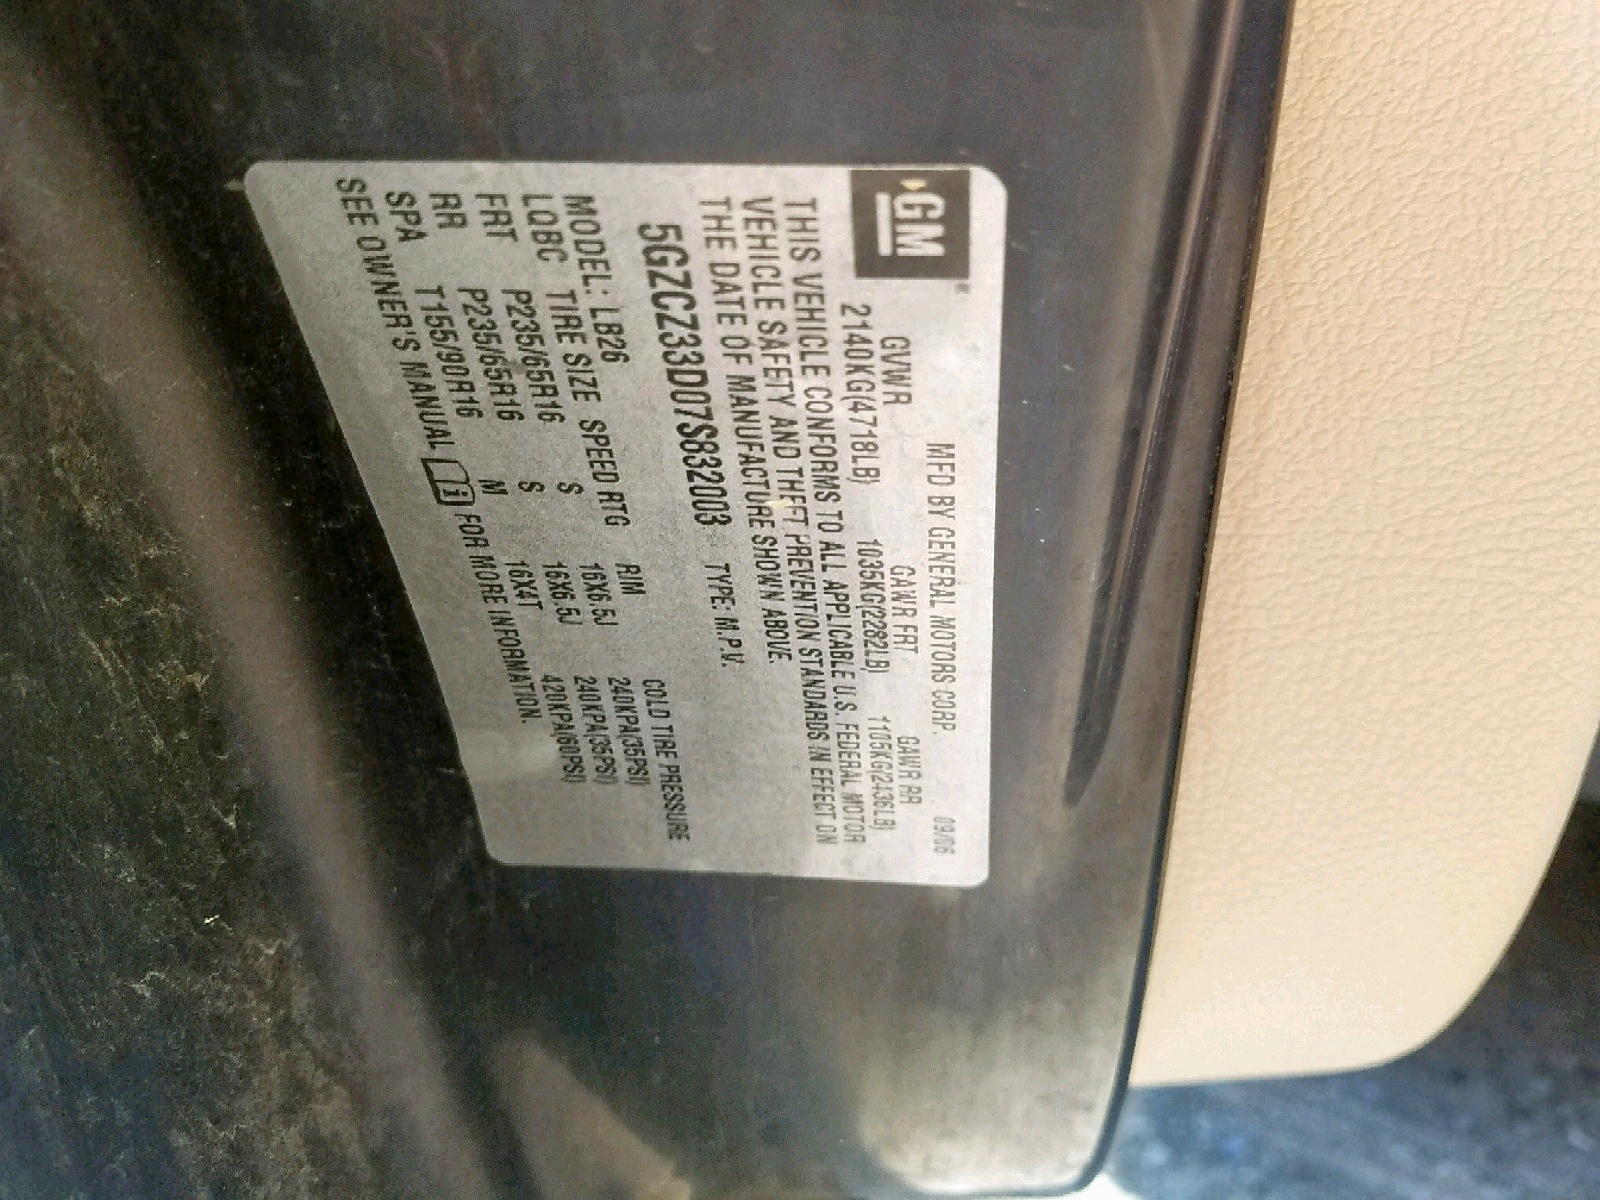 GM®
MFD BY GENERAL MOTORS CORP. 09/06
GVWR GAWR FRT GAWR RR
2140KG(4718LB) 1035KG(2282LB) 1105KG(2436LB)
THIS VEHICLE CONFORMS TO ALL APPLICABLE U.S. FEDERAL MOTOR
VEHICLE SAFETY AND THEFT PREVENTION STANDARDS IN EFFECT ON
THE DATE OF MANUFACTURE SHOWN ABOVE.
5GZCZ33D07S832003 TYPE: M.P.V.
MODEL: LB26
LOBC TIRE SIZE SPEED RTG RIM COLD TIRE PRESSURE
FRT P235/65R16 S 16X6.5J 240KPA(35PSI)
RR P235/65R16 S 16X6.5J 240KPA(35PSI)
SPA T155/90R16 M 16X4T 420KPA(60PSI)
SEE OWNER'S MANUAL FOR MORE INFORMATION.